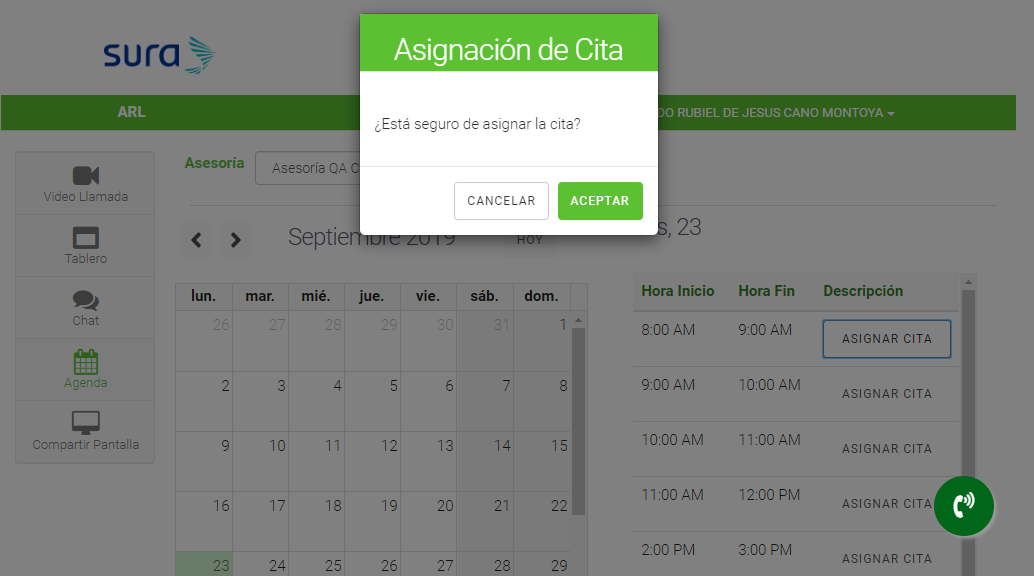 Asignación de Cita
sura
ARL
DO RUBIEL DE JESUS CANO MONTOYA
¿Está seguro de asignar la cita?
CANCELAR
ACEPTAR
Asesoría
Asesoría QA C
Video Llamada
Tablero
Chat
Agenda
Compartir Pantalla
Septiembre 2019
HOY
s, 23
lun. mar. mié. jue. vie. sáb. dom.
26 27 28 29 30 31 1
2 3 4 5 6 7 8
9 10 11 12 13 14 15
16 17 18 19 20 21 22
23 24 25 26 27 28 29
Hora Inicio Hora Fin Descripción
8:00 AM 9:00 AM ASIGNAR CITA
9:00 AM 10:00 AM ASIGNAR CITA
10:00 AM 11:00 AM ASIGNAR CITA
11:00 AM 12:00 PM ASIGNAR CITA
2:00 PM 3:00 PM ASIGNAR CITA